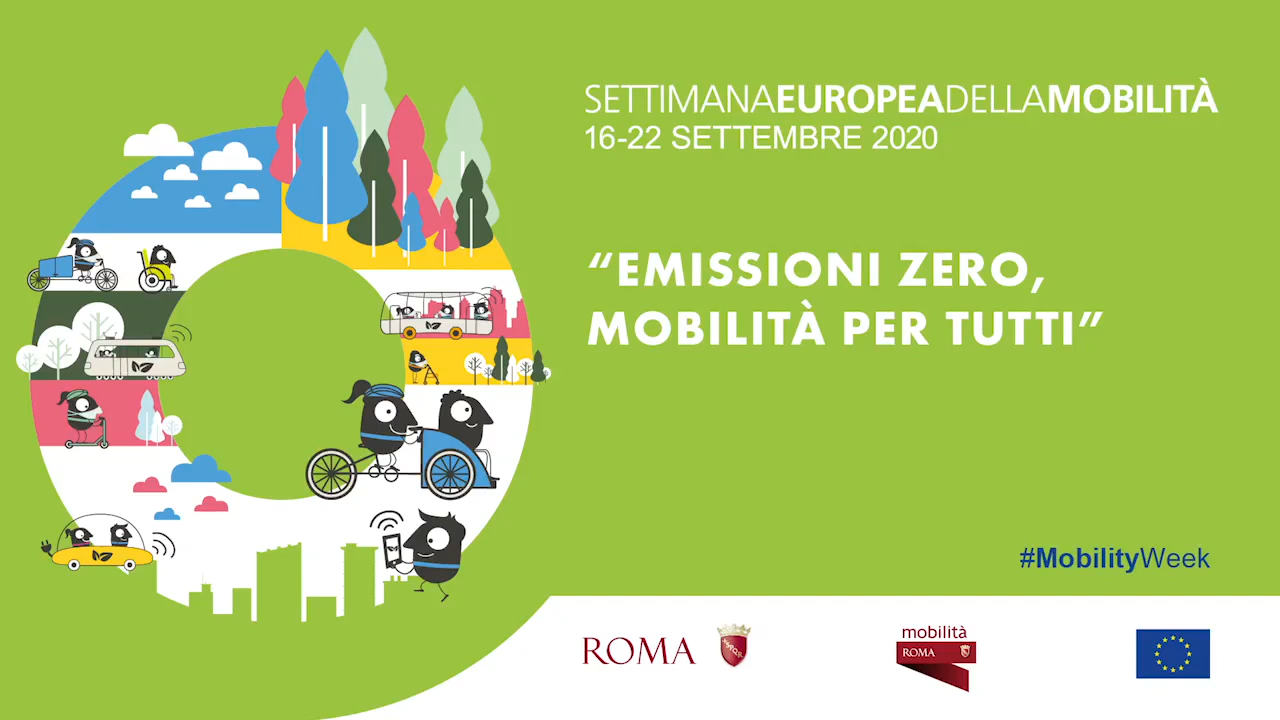 SETTIMANAEUROPEADELLAMOBILITÀ
16-22 SETTEMBRE 2020
“EMISSIONI ZERO,
MOBILITÀ PER TUTTI”
#MobilityWeek
ROMA
mobilità
ROMA